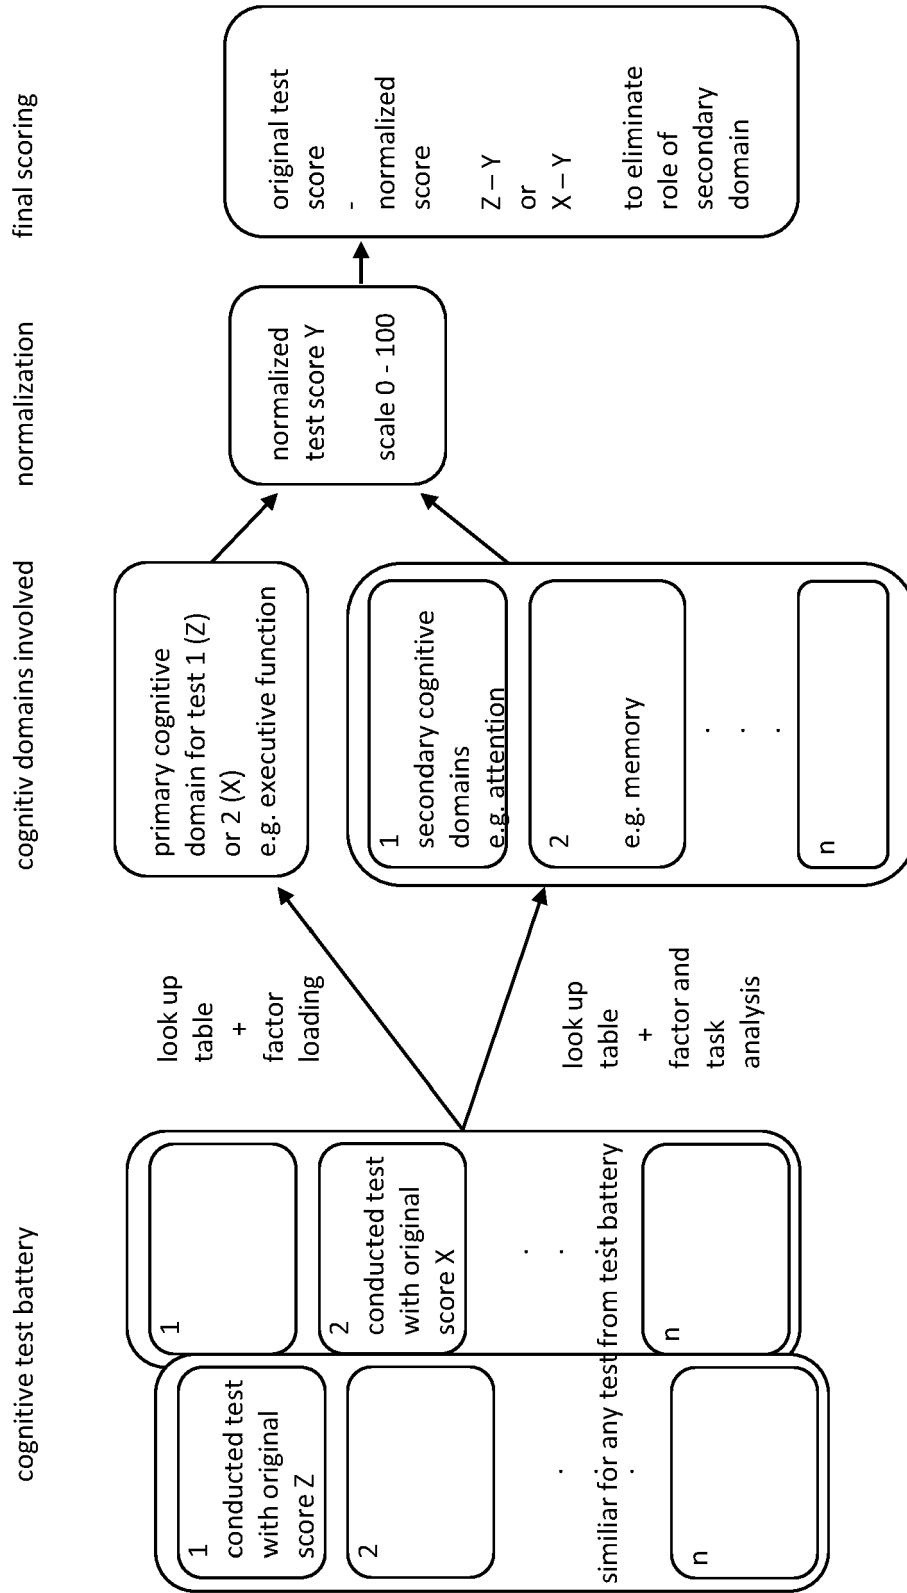 cognitive test battery
cognitiv domains involved
normalization
final scoring
1
conducted test
with original
score Z
2
.
.
.
n
1
2
conducted test
with original
score X
.
.
similiar for any test from test battery
n
look up
table
+
factor
loading
look up
table
+
factor and
task
analysis
primary cognitive
domain for test 1 (Z)
or 2 (X)
e.g. executive function
1
secondary cognitive
domains
e.g. attention
2
e.g. memory
.
.
.
n
normalized
test score Y
scale 0 - 100
original test
score
-
normalized
score
Z – Y
or
X – Y
to eliminate
role of
secondary
domain